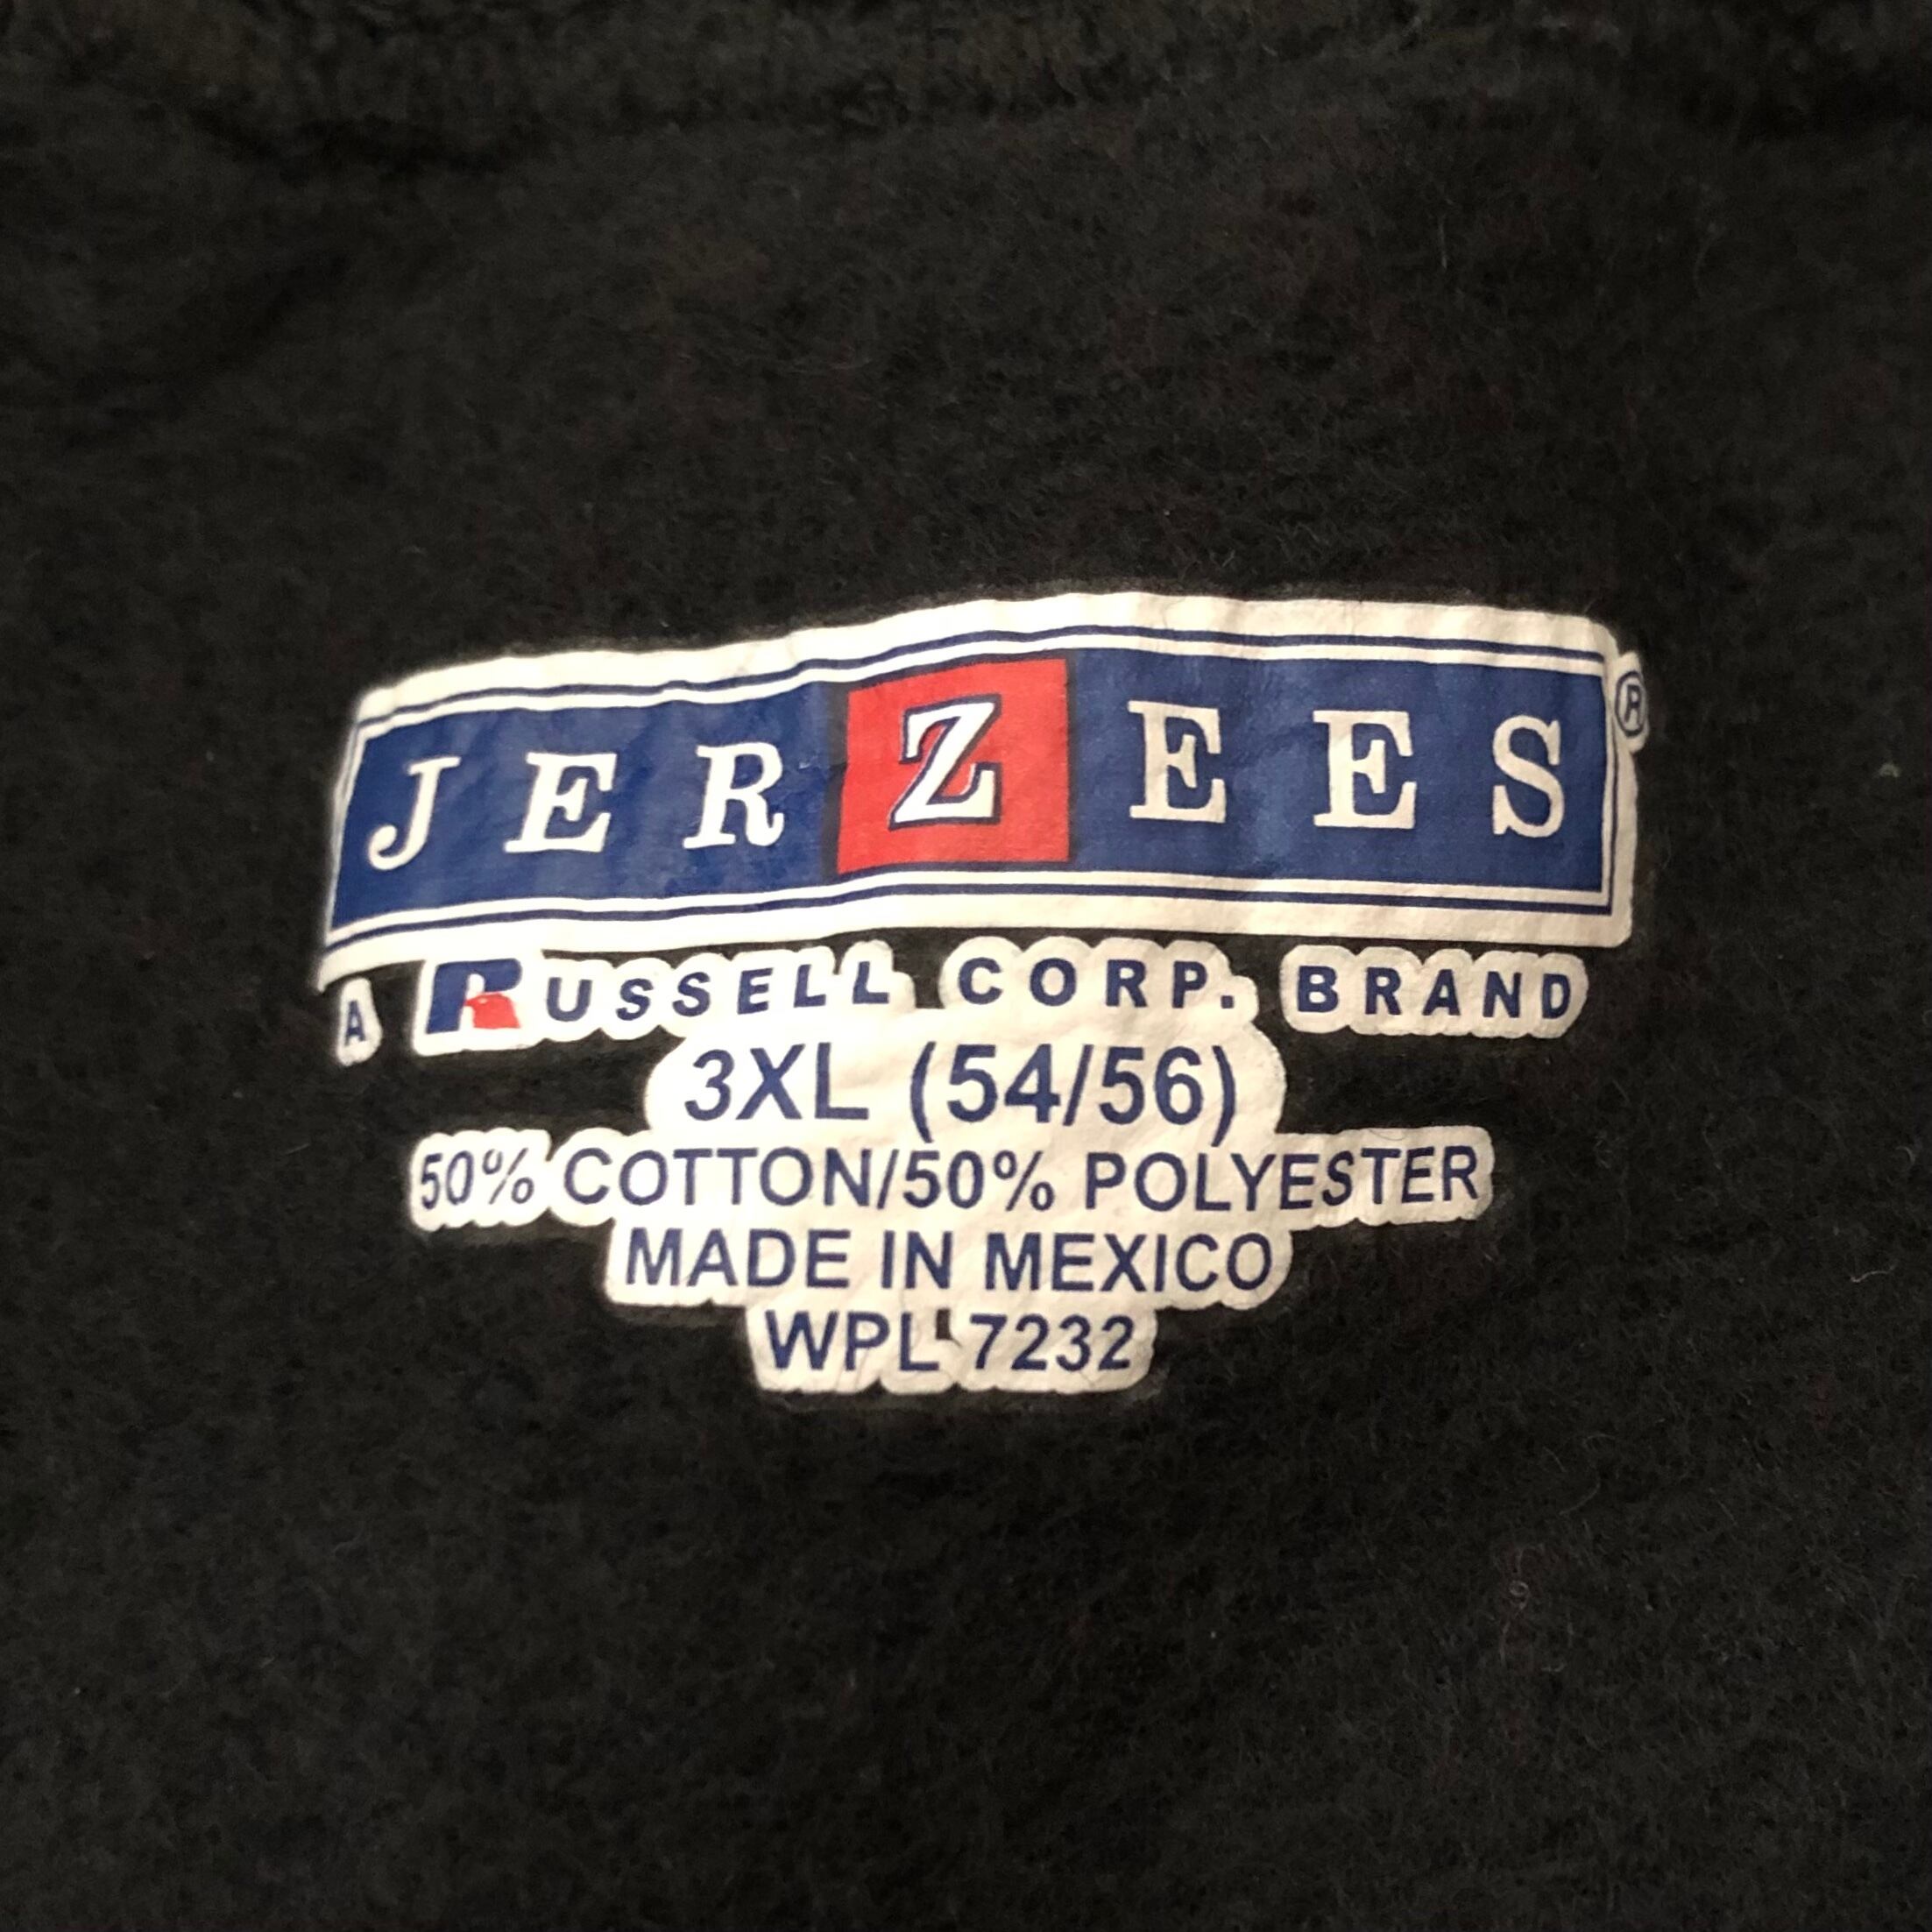 JERZEES®
A RUSSELL CORP. BRAND
3XL (54/56)
50% COTTON/50% POLYESTER
MADE IN MEXICO
WPL 7232